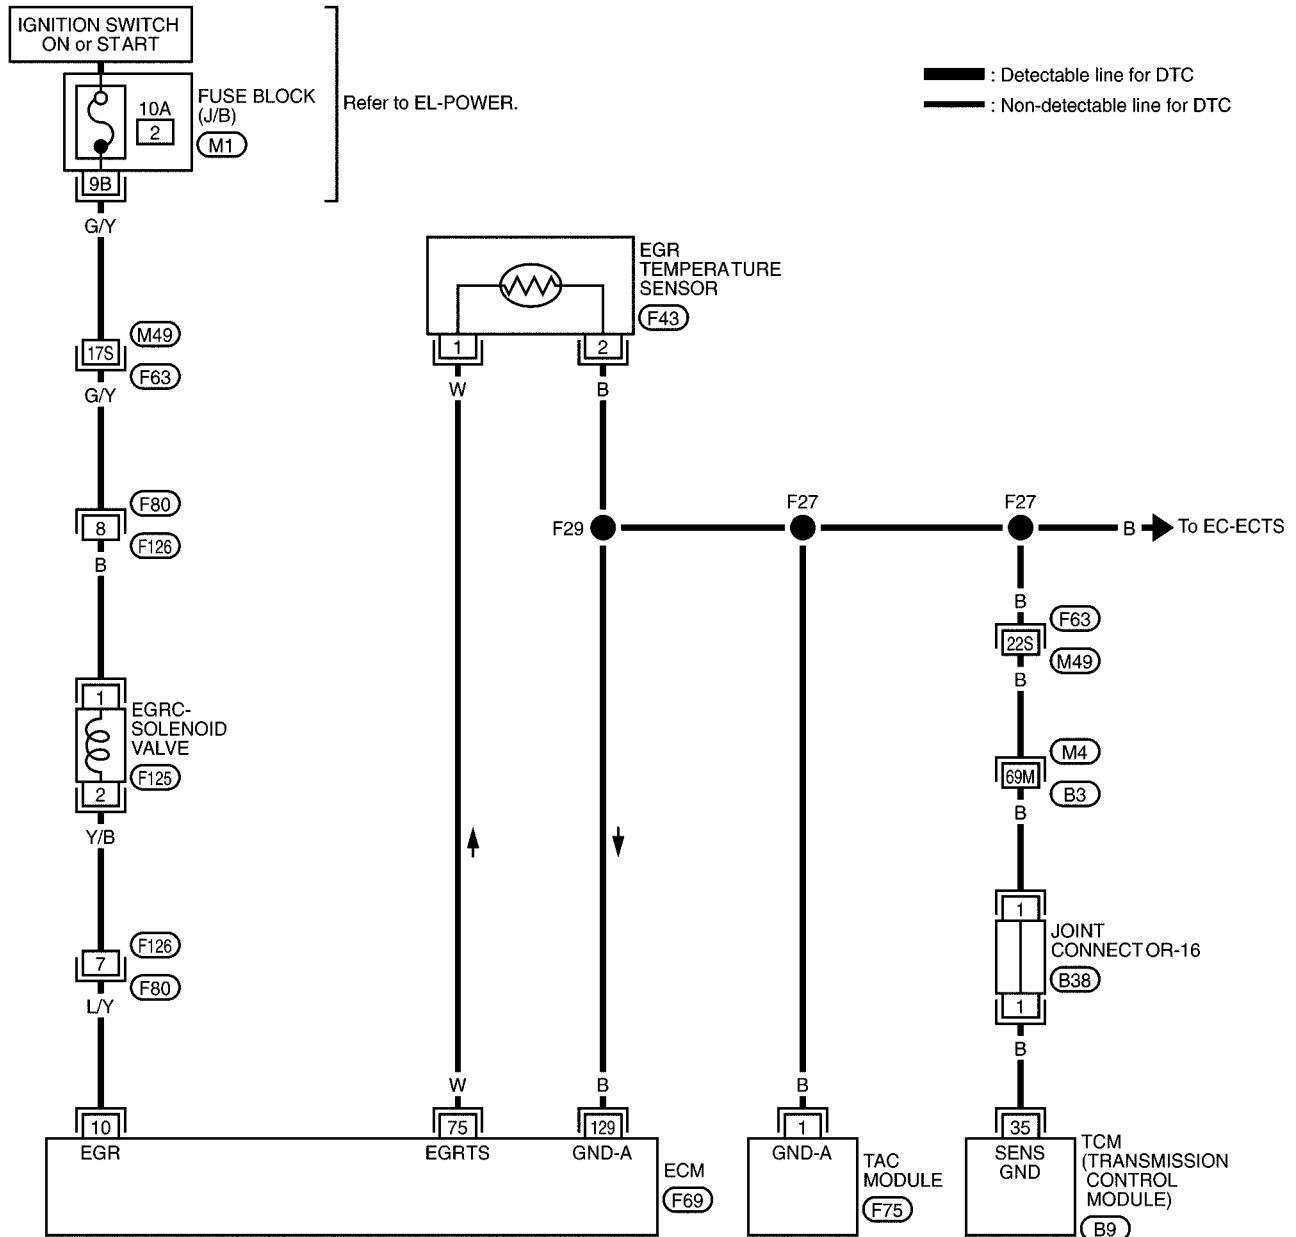 IGNITION SWITCH
ON or START
10A
2
FUSE BLOCK
(J/B)
M1
9B
G/Y
Refer to EL-POWER.
: Detectable line for DTC
: Non-detectable line for DTC
M49
17S
F63
G/Y
F80
8
F126
B
1
EGRC-
SOLENOID
VALVE
F125
2
Y/B
F126
7
F80
L/Y
EGR
TEMPERATURE
SENSOR
F43
1
2
W
B
F29
F27
F27
B
To EC-ECTS
B
F63
22S
M49
B
M4
69M
B3
B
1
JOINT
CONNECTOR-16
B38
1
B
W
B
B
10
75
129
1
35
EGR
EGRTS
GND-A
ECM
F69
GND-A
TAC
MODULE
F75
SENS
GND
TCM
(TRANSMISSION
CONTROL
MODULE)
B9